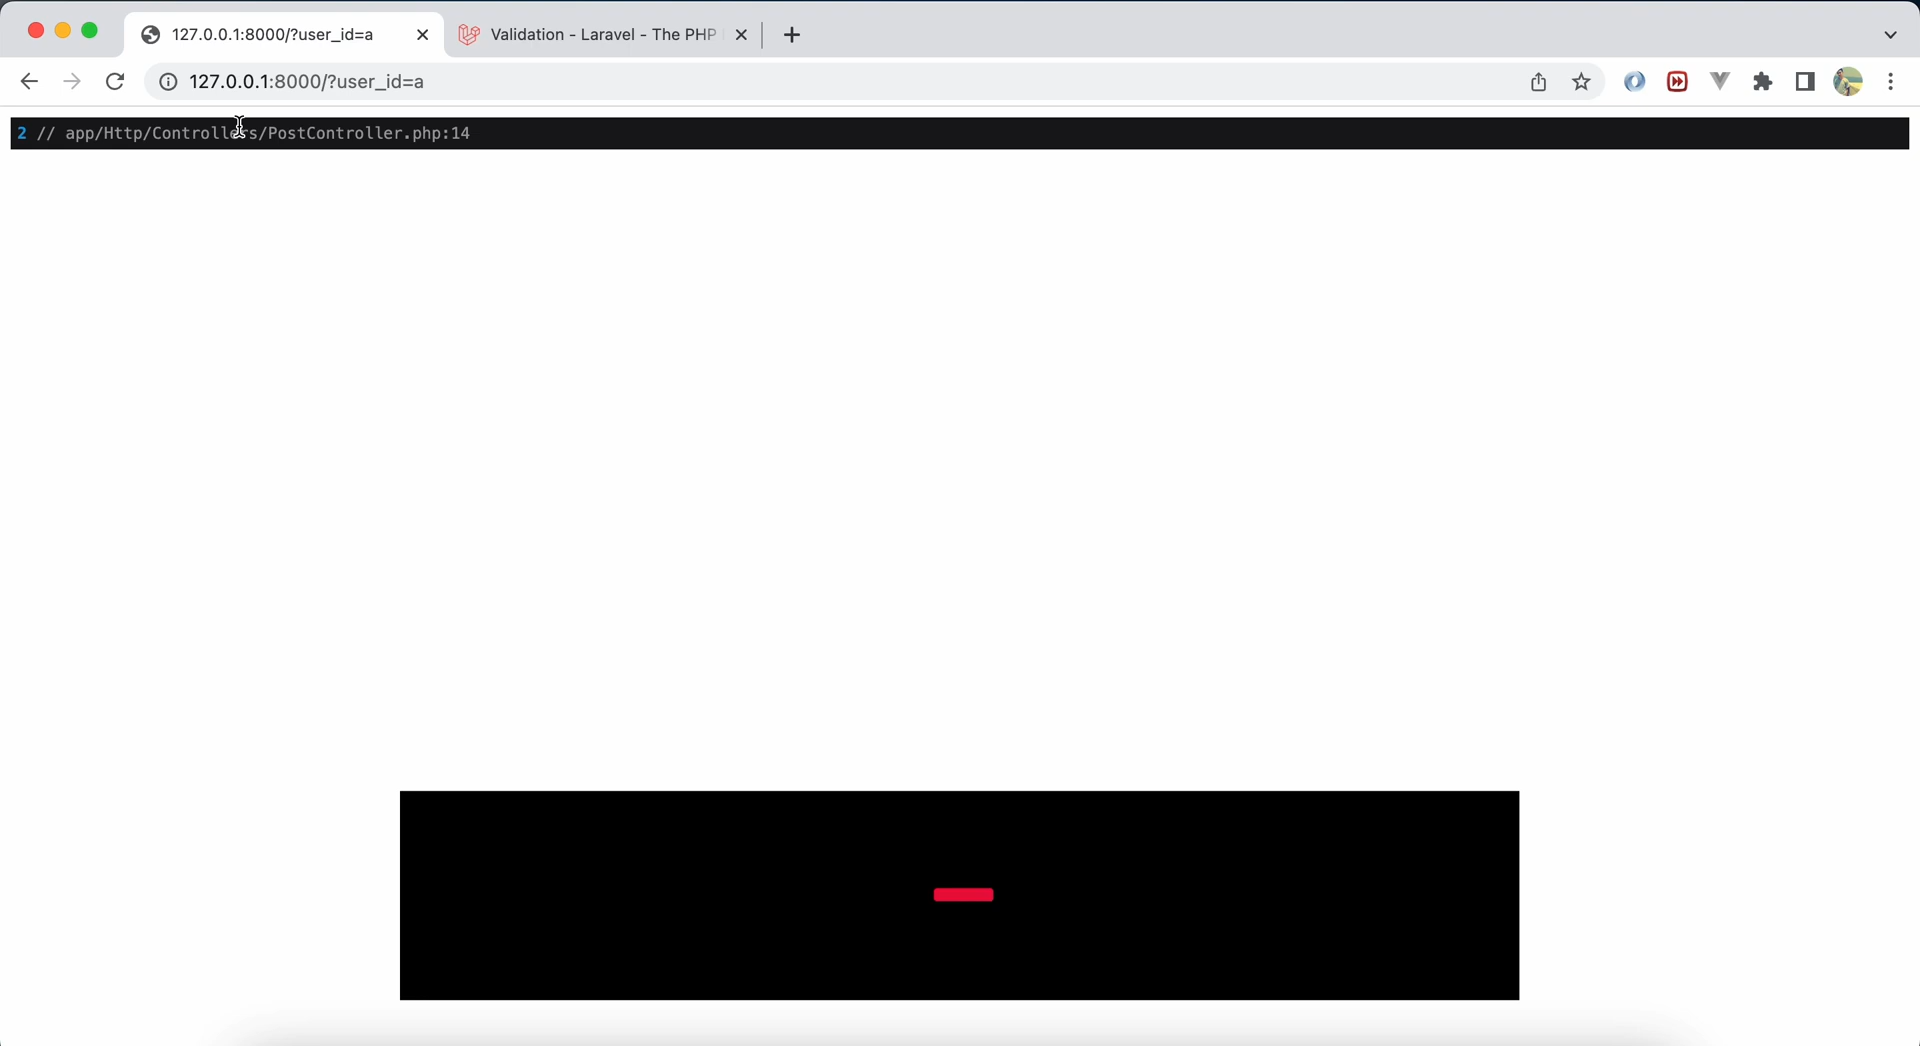 127.0.0.1:8000/?user_id=a
Validation - Laravel - The PHP
127.0.0.1:8000/?user_id=a
2 // app/Http/Controllers/PostController.php:14